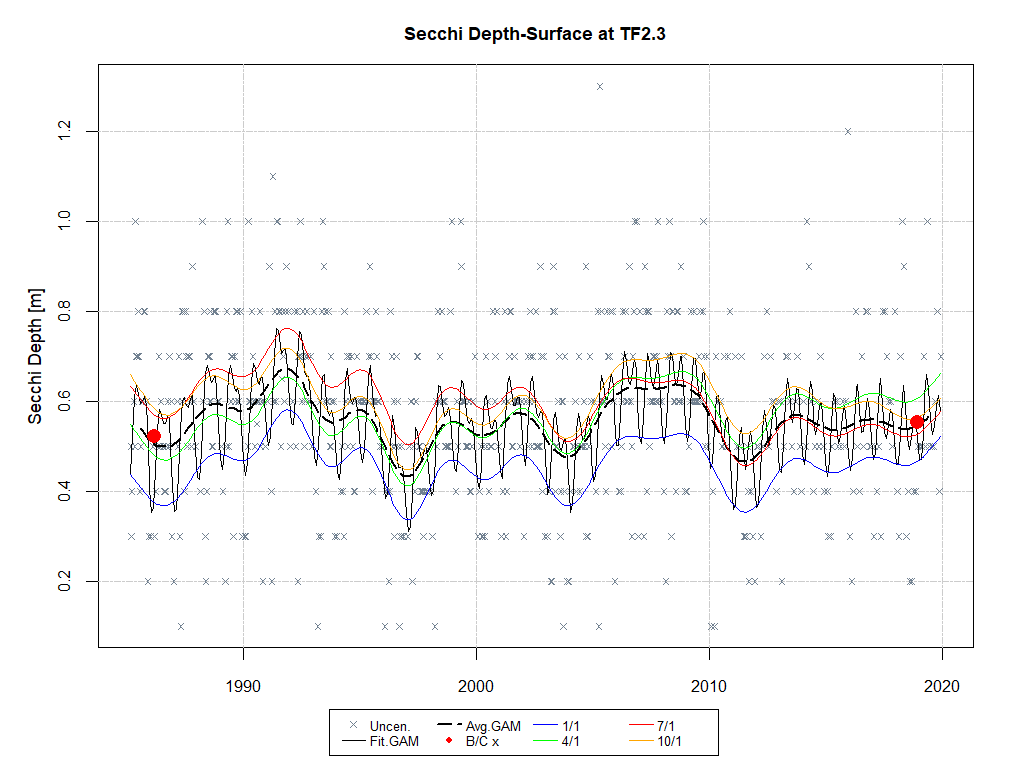 Secchi Depth-Surface at TF2.3
Secchi Depth [m]
1.2
1.0
0.8
0.6
0.4
0.2
1990 2000 2010 2020
Uncen. Avg.GAM 1/1 7/1
Fit.GAM B/C x 4/1 10/1